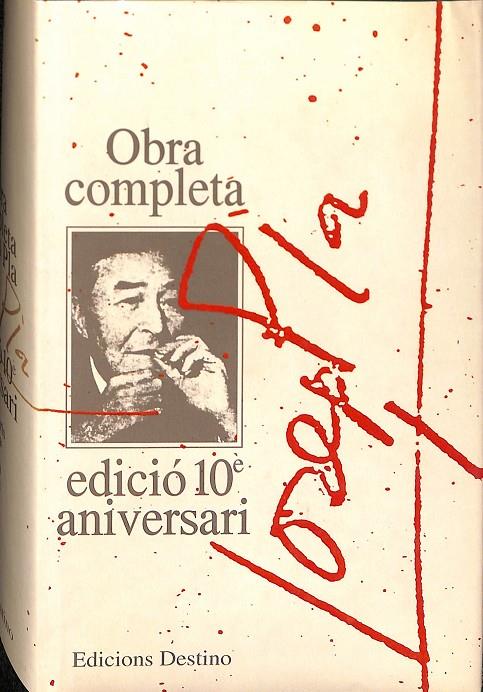 Obra
completa
Josep Pla
edició 10è
aniversari
Edicions Destino